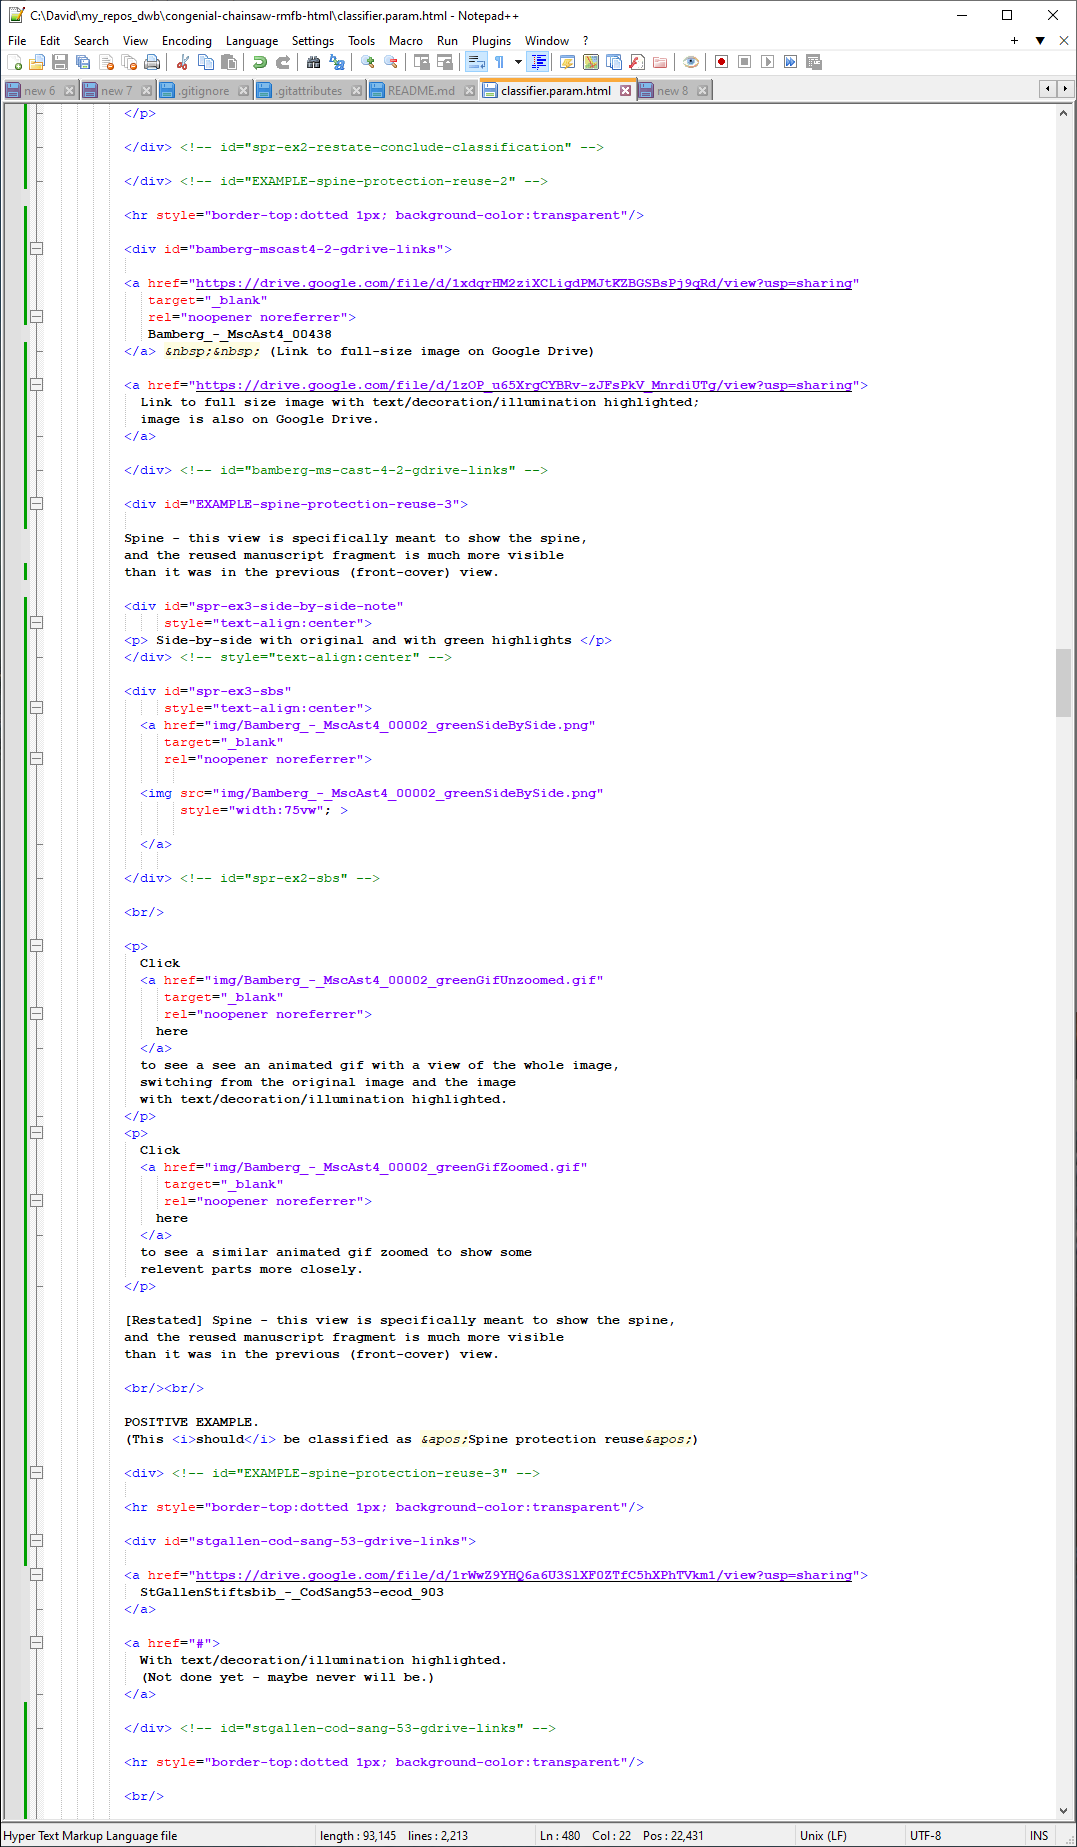 C:\David\my_repos_dwb\congenial-chainsaw-rmfb-html\classifier.param.html - Notepad++
File Edit Search View Encoding Language Settings Tools Macro Run Plugins Window ?
new 6 new 7 .gitignore .gitattributes README.md classifier.param.html new 8
</p>
</div> <!-- id="spr-ex2-restate-conclude-classification" -->
</div> <!-- id="EXAMPLE-spine-protection-reuse-2" -->
<hr style="border-top:dotted 1px; background-color:transparent"/>
<div id="bamberg-mscast4-2-gdrive-links">
<a href="https://drive.google.com/file/d/1xdqrHM2ziXCLigdPMJtKZBGSBsPj9qRd/view?usp=sharing"
target="_blank"
rel="noopener noreferrer">
Bamberg_-_MscAst4_00438
</a> &nbsp;&nbsp; (Link to full-size image on Google Drive)
<a href="https://drive.google.com/file/d/1zOP_u65XrgCYBRv-zJFsPkV_MnrdiUTg/view?usp=sharing">
Link to full size image with text/decoration/illumination highlighted;
image is also on Google Drive.
</a>
</div> <!-- id="bamberg-ms-cast-4-2-gdrive-links" -->
<div id="EXAMPLE-spine-protection-reuse-3">
Spine - this view is specifically meant to show the spine,
and the reused manuscript fragment is much more visible
than it was in the previous (front-cover) view.
<div id="spr-ex3-side-by-side-note"
style="text-align:center">
<p> Side-by-side with original and with green highlights </p>
</div> <!-- style="text-align:center" -->
<div id="spr-ex3-sbs"
style="text-align:center">
<a href="img/Bamberg_-_MscAst4_00002_greenSideBySide.png"
target="_blank"
rel="noopener noreferrer">
<img src="img/Bamberg_-_MscAst4_00002_greenSideBySide.png"
style="width:75vw"; >
</a>
</div> <!-- id="spr-ex2-sbs" -->
<br/>
<p>
Click
<a href="img/Bamberg_-_MscAst4_00002_greenGifUnzoomed.gif"
target="_blank"
rel="noopener noreferrer">
here
</a>
to see a see an animated gif with a view of the whole image,
switching from the original image and the image
with text/decoration/illumination highlighted.
</p>
<p>
Click
<a href="img/Bamberg_-_MscAst4_00002_greenGifZoomed.gif"
target="_blank"
rel="noopener noreferrer">
here
</a>
to see a similar animated gif zoomed to show some
relevent parts more closely.
</p>
[Restated] Spine - this view is specifically meant to show the spine,
and the reused manuscript fragment is much more visible
than it was in the previous (front-cover) view.
<br/><br/>
POSITIVE EXAMPLE.
(This <i>should</i> be classified as &apos;Spine protection reuse&apos;)
<div> <!-- id="EXAMPLE-spine-protection-reuse-3" -->
<hr style="border-top:dotted 1px; background-color:transparent"/>
<div id="stgallen-cod-sang-53-gdrive-links">
<a href="https://drive.google.com/file/d/1rWwZ9YHQ6a6U3SlXF0ZTfC5hXPhTVkm1/view?usp=sharing">
StGallenStiftsbib_-_CodSang53-ecod_903
</a>
<a href="#">
With text/decoration/illumination highlighted.
(Not done yet - maybe never will be.)
</a>
</div> <!-- id="stgallen-cod-sang-53-gdrive-links" -->
<hr style="border-top:dotted 1px; background-color:transparent"/>
<br/>
Hyper Text Markup Language file length : 93,145 lines : 2,213 Ln : 480 Col : 22 Pos : 22,431 Unix (LF) UTF-8 INS